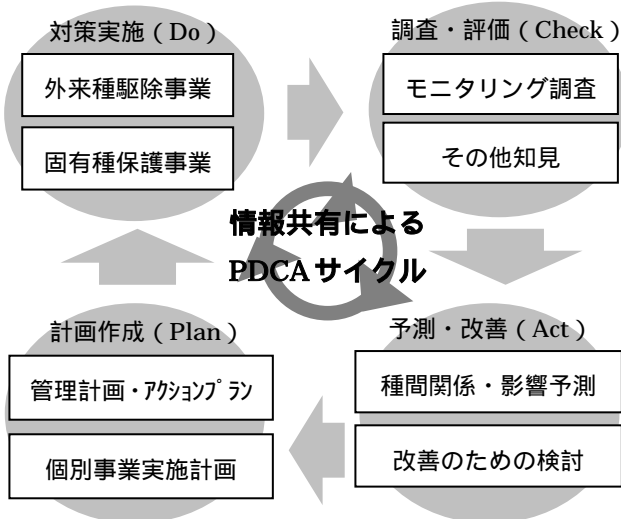 対策実施（Do）
外来種駆除事業
固有種保護事業
調査・評価（Check）
モニタリング調査
その他知見
情報共有による
PDCAサイクル
計画作成（Plan）
管理計画・ｱｸｼｮﾝﾌﾟﾗﾝ
個別事業実施計画
予測・改善（Act）
種間関係・影響予測
改善のための検討